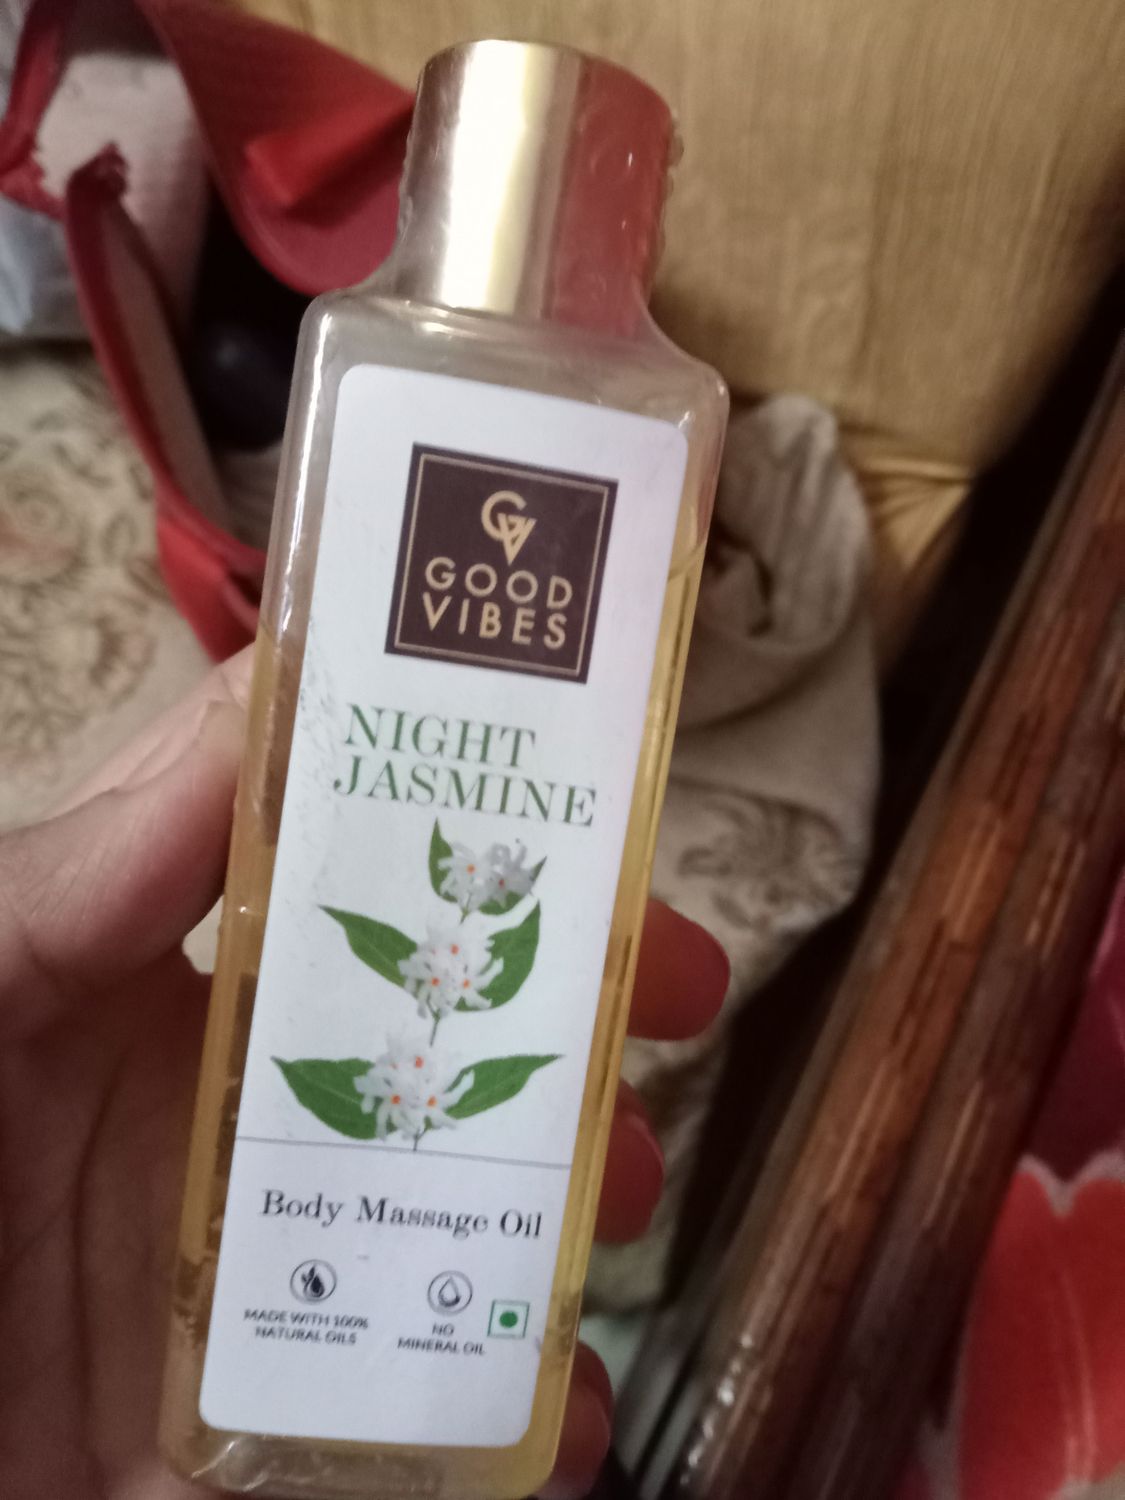 GV
GOOD
VIBES
NIGHT
JASMINE
Body Massage Oil
MADE WITH 100%
NATURAL OILS
NO
MINERAL OIL